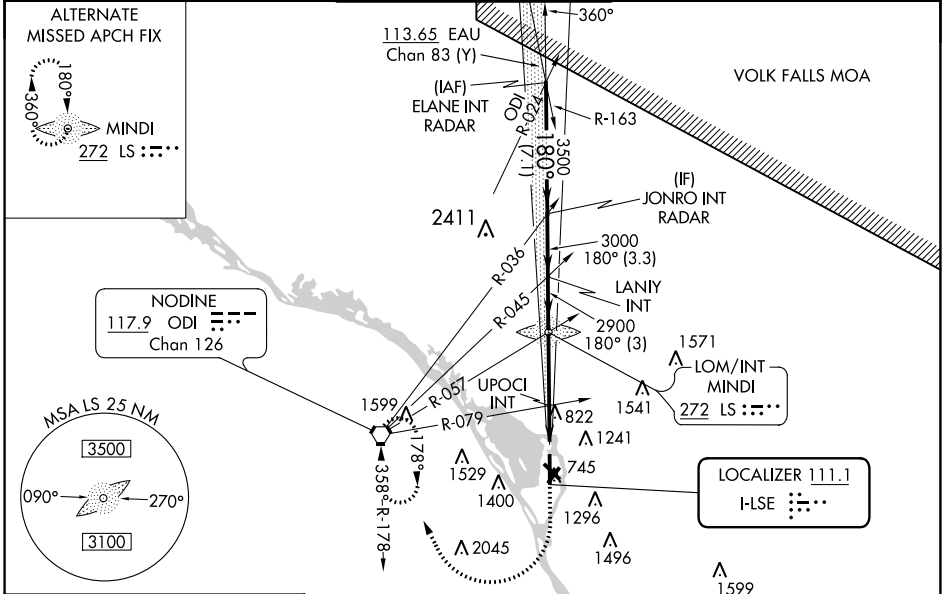 ALTERNATE
MISSED APCH FIX
180°
360°
MINDI
272 LS
113.65 EAU
Chan 83 (Y)
(IAF)
ELANE INT
RADAR
ODI
R-024
360°
R-163
3500
180°
(7.7)
VOLK FALLS MOA
(IF)
JONRO INT
RADAR
2411
R-036
3000
180° (3.3)
R-045
LANIY
INT
2900
180° (3)
NODINE
117.9 ODI
Chan 126
R-057
1571
LOM/INT
MINDI
272 LS
1541
UPOCI
INT
1599
R-079
822
1241
MSA LS 25 NM
3500
090°
270°
3100
178°
358°
R-178
1529
1400
745
LOCALIZER 111.1
I-LSE
1296
2045
1496
1599